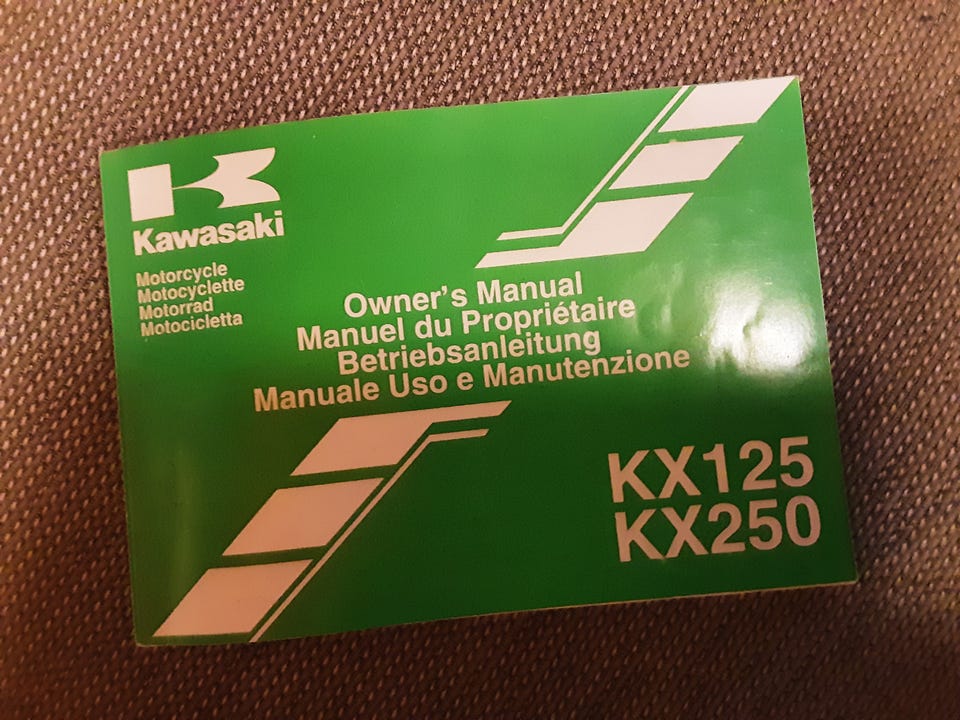 Kawasaki
Motorcycle
Motocyclette
Motorrad
Motocicletta
Owner's Manual
Manuel du Propriétaire
Betriebsanleitung
Manuale Uso e Manutenzione
KX125
KX250